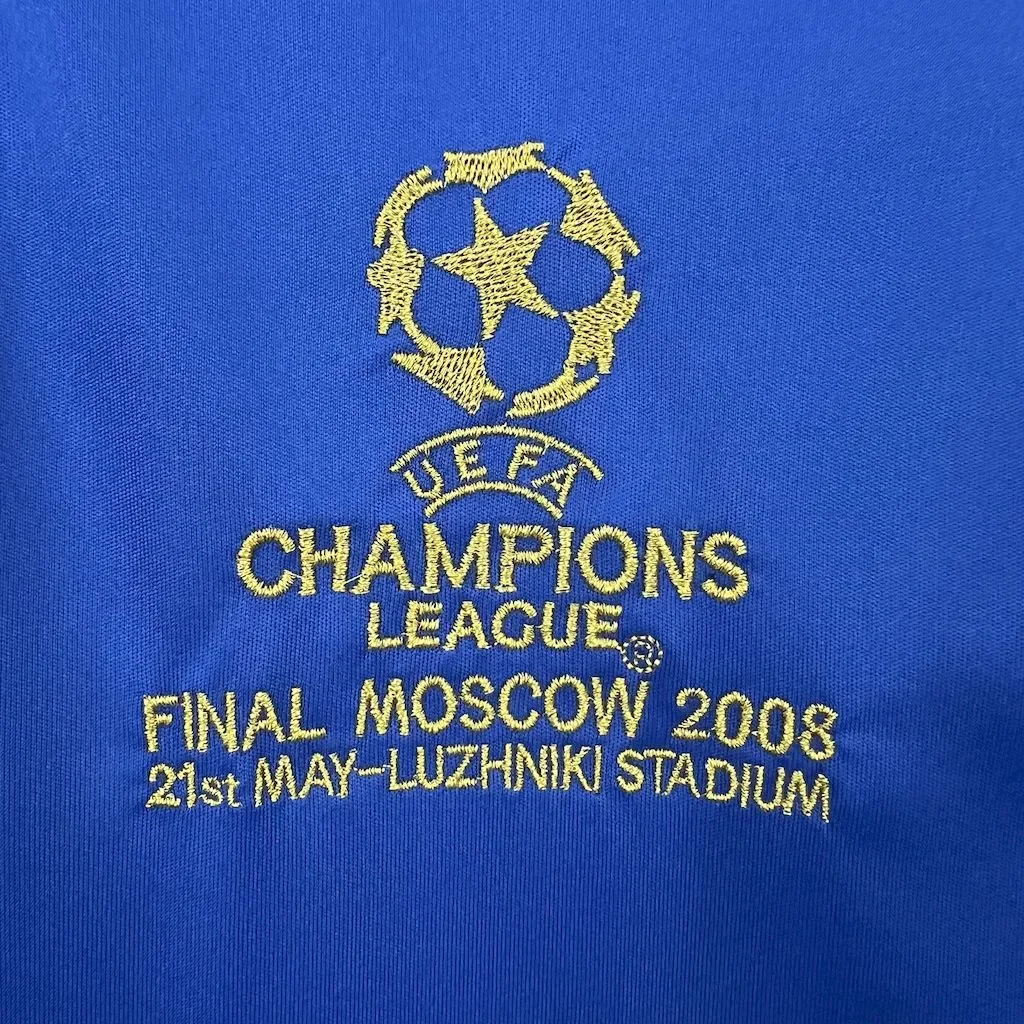 UEFA
CHAMPIONS
LEAGUE®
FINAL MOSCOW 2008
21st MAY-LUZHNIKI STADIUM